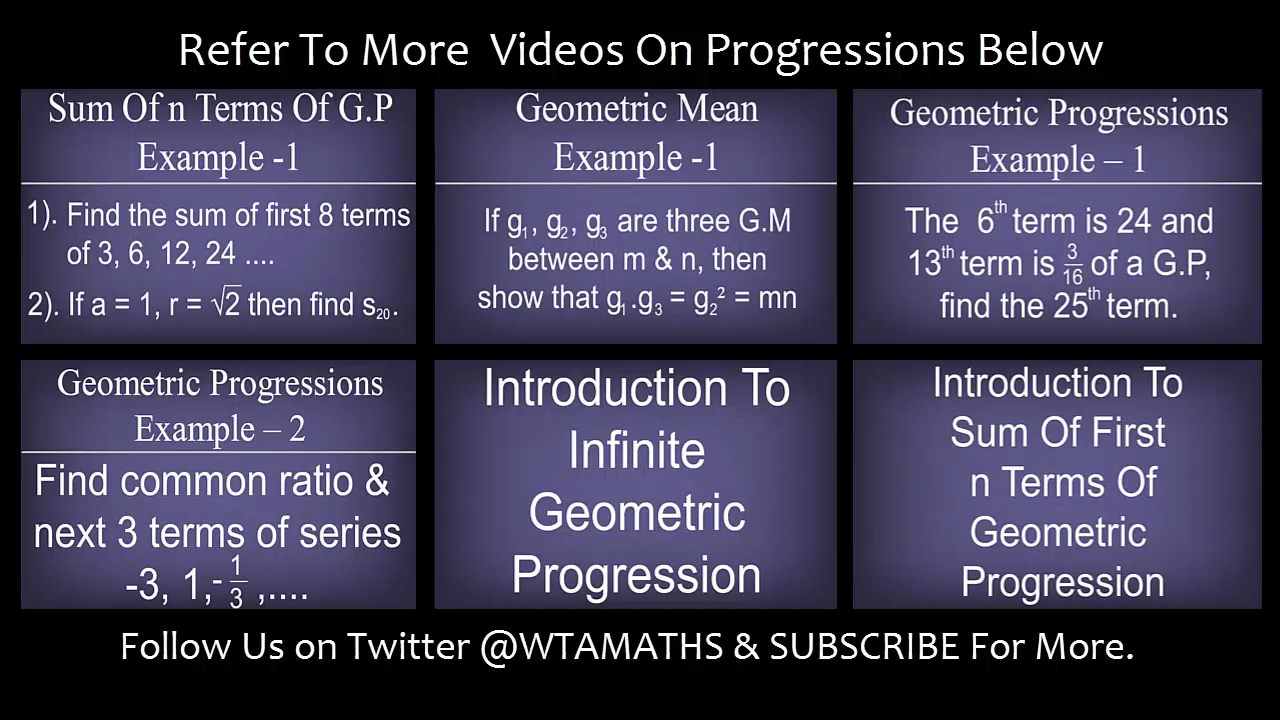 Refer To More Videos On Progressions Below
Sum Of n Terms Of G.P
Example -1
1). Find the sum of first 8 terms
of 3, 6, 12, 24 ....
2). If a = 1, r = √2 then find s₂₀.
Geometric Mean
Example -1
If g₁, g₂, g₃ are three G.M
between m & n, then
show that g₁.g₃ = g₂² = mn
Geometric Progressions
Example – 1
The 6th term is 24 and
13th term is 3/16 of a G.P,
find the 25th term.
Geometric Progressions
Example – 2
Find common ratio &
next 3 terms of series
-3, 1,- 1/3 ,....
Introduction To
Infinite
Geometric
Progression
Introduction To
Sum Of First
n Terms Of
Geometric
Progression
Follow Us on Twitter @WTAMATHS & SUBSCRIBE For More.